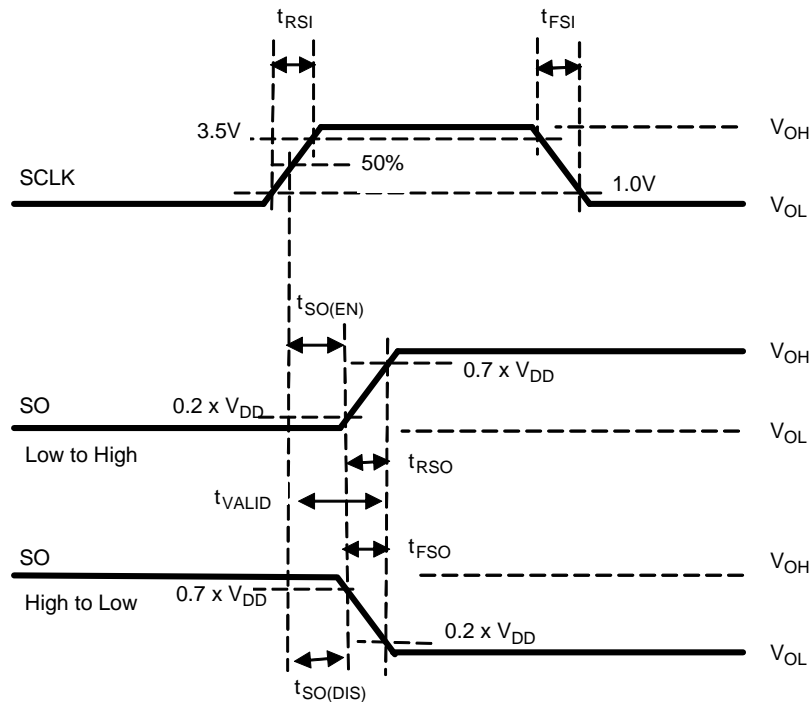 tRSI
tFSI
3.5V
VOH
50%
SCLK
1.0V
VOL
tSO(EN)
VOH
0.7 x VDD
SO
0.2 x VDD
VOL
Low to High
tRSO
tVALID
tFSO
SO
VOH
High to Low
0.7 x VDD
0.2 x VDD
VOL
tSO(DIS)